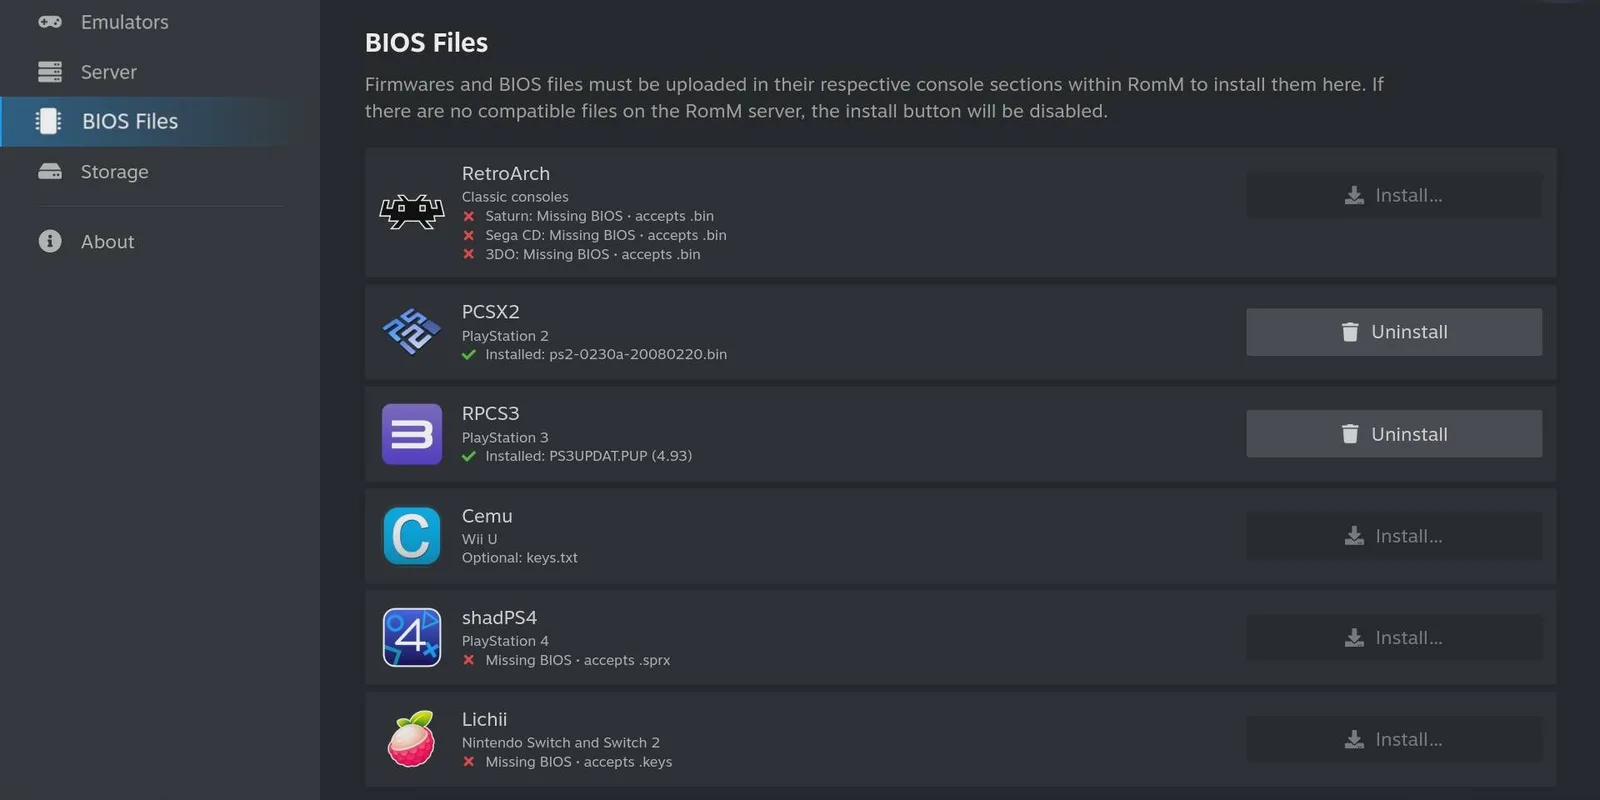 Emulators
Server
BIOS Files
Storage
About
BIOS Files
Firmwares and BIOS files must be uploaded in their respective console sections within RomM to install them here. If
there are no compatible files on the RomM server, the install button will be disabled.
RetroArch
Classic consoles
Saturn: Missing BIOS · accepts .bin
Sega CD: Missing BIOS · accepts .bin
3DO: Missing BIOS · accepts .bin
Install...
PCSX2
PlayStation 2
Installed: ps2-0230a-20080220.bin
Uninstall
RPCS3
PlayStation 3
Installed: PS3UPDAT.PUP (4.93)
Uninstall
Cemu
Wii U
Optional: keys.txt
Install...
shadPS4
PlayStation 4
Missing BIOS · accepts .sprx
Install...
Lichii
Nintendo Switch and Switch 2
Missing BIOS · accepts .keys
Install...